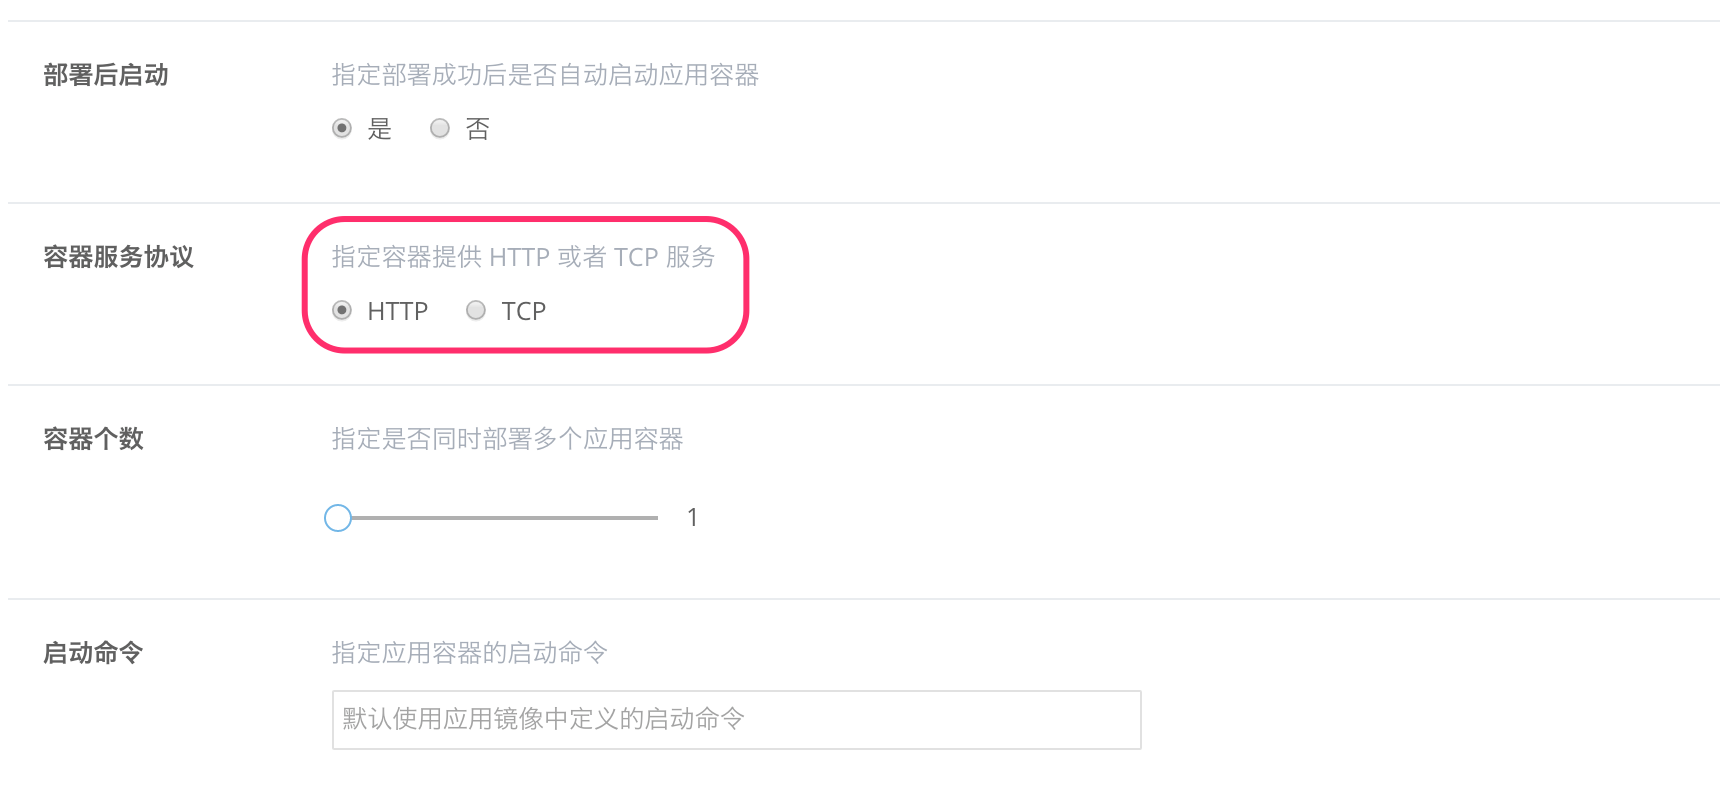 部署后启动
指定部署成功后是否自动启动应用容器
是 否
容器服务协议
指定容器提供 HTTP 或者 TCP 服务
HTTP TCP
容器个数
指定是否同时部署多个应用容器
1
启动命令
指定应用容器的启动命令
默认使用应用镜像中定义的启动命令